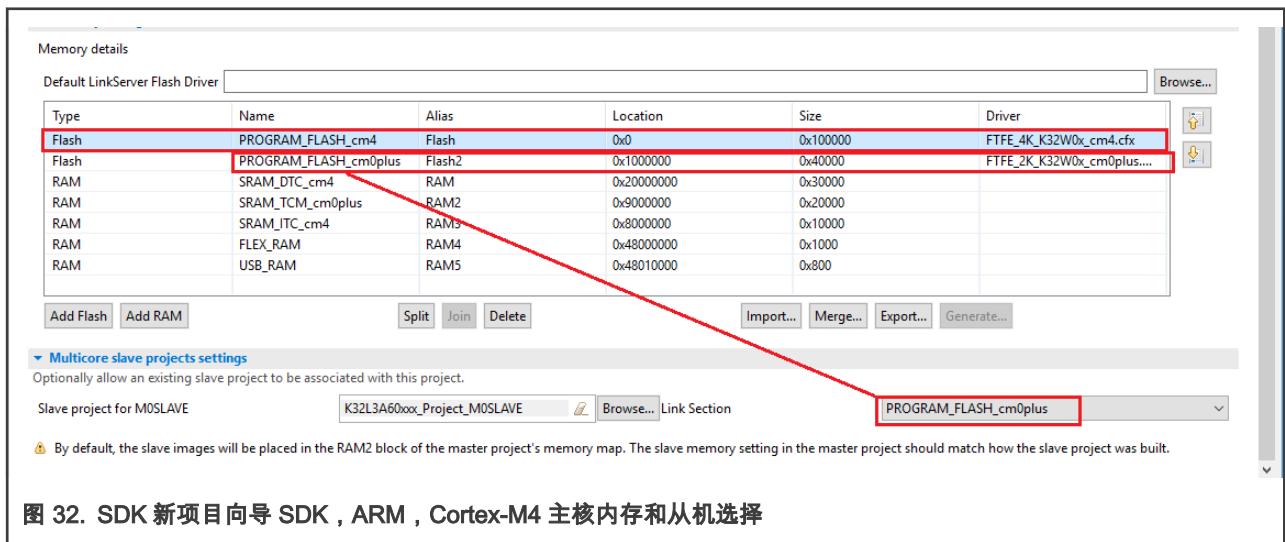 Memory details
Default LinkServer Flash Driver Browse...
Type Name Alias Location Size Driver
Flash PROGRAM_FLASH_cm4 Flash 0x0 0x100000 FTFE_4K_K32W0x_cm4.cfx
Flash PROGRAM_FLASH_cm0plus Flash2 0x1000000 0x40000 FTFE_2K_K32W0x_cm0plus....
RAM SRAM_DTC_cm4 RAM 0x20000000 0x30000
RAM SRAM_TCM_cm0plus RAM2 0x9000000 0x20000
RAM SRAM_ITC_cm4 RAM3 0x8000000 0x10000
RAM FLEX_RAM RAM4 0x48000000 0x1000
RAM USB_RAM RAM5 0x48010000 0x800
Add Flash Add RAM Split Join Delete Import... Merge... Export... Generate...
Multicore slave projects settings
Optionally allow an existing slave project to be associated with this project.
Slave project for M0SLAVE K32L3A60xxx_Project_M0SLAVE Browse... Link Section PROGRAM_FLASH_cm0plus
By default, the slave images will be placed in the RAM2 block of the master project's memory map. The slave memory setting in the master project should match how the slave project was built.
图 32. SDK 新项目向导 SDK，ARM，Cortex-M4 主核内存和从机选择